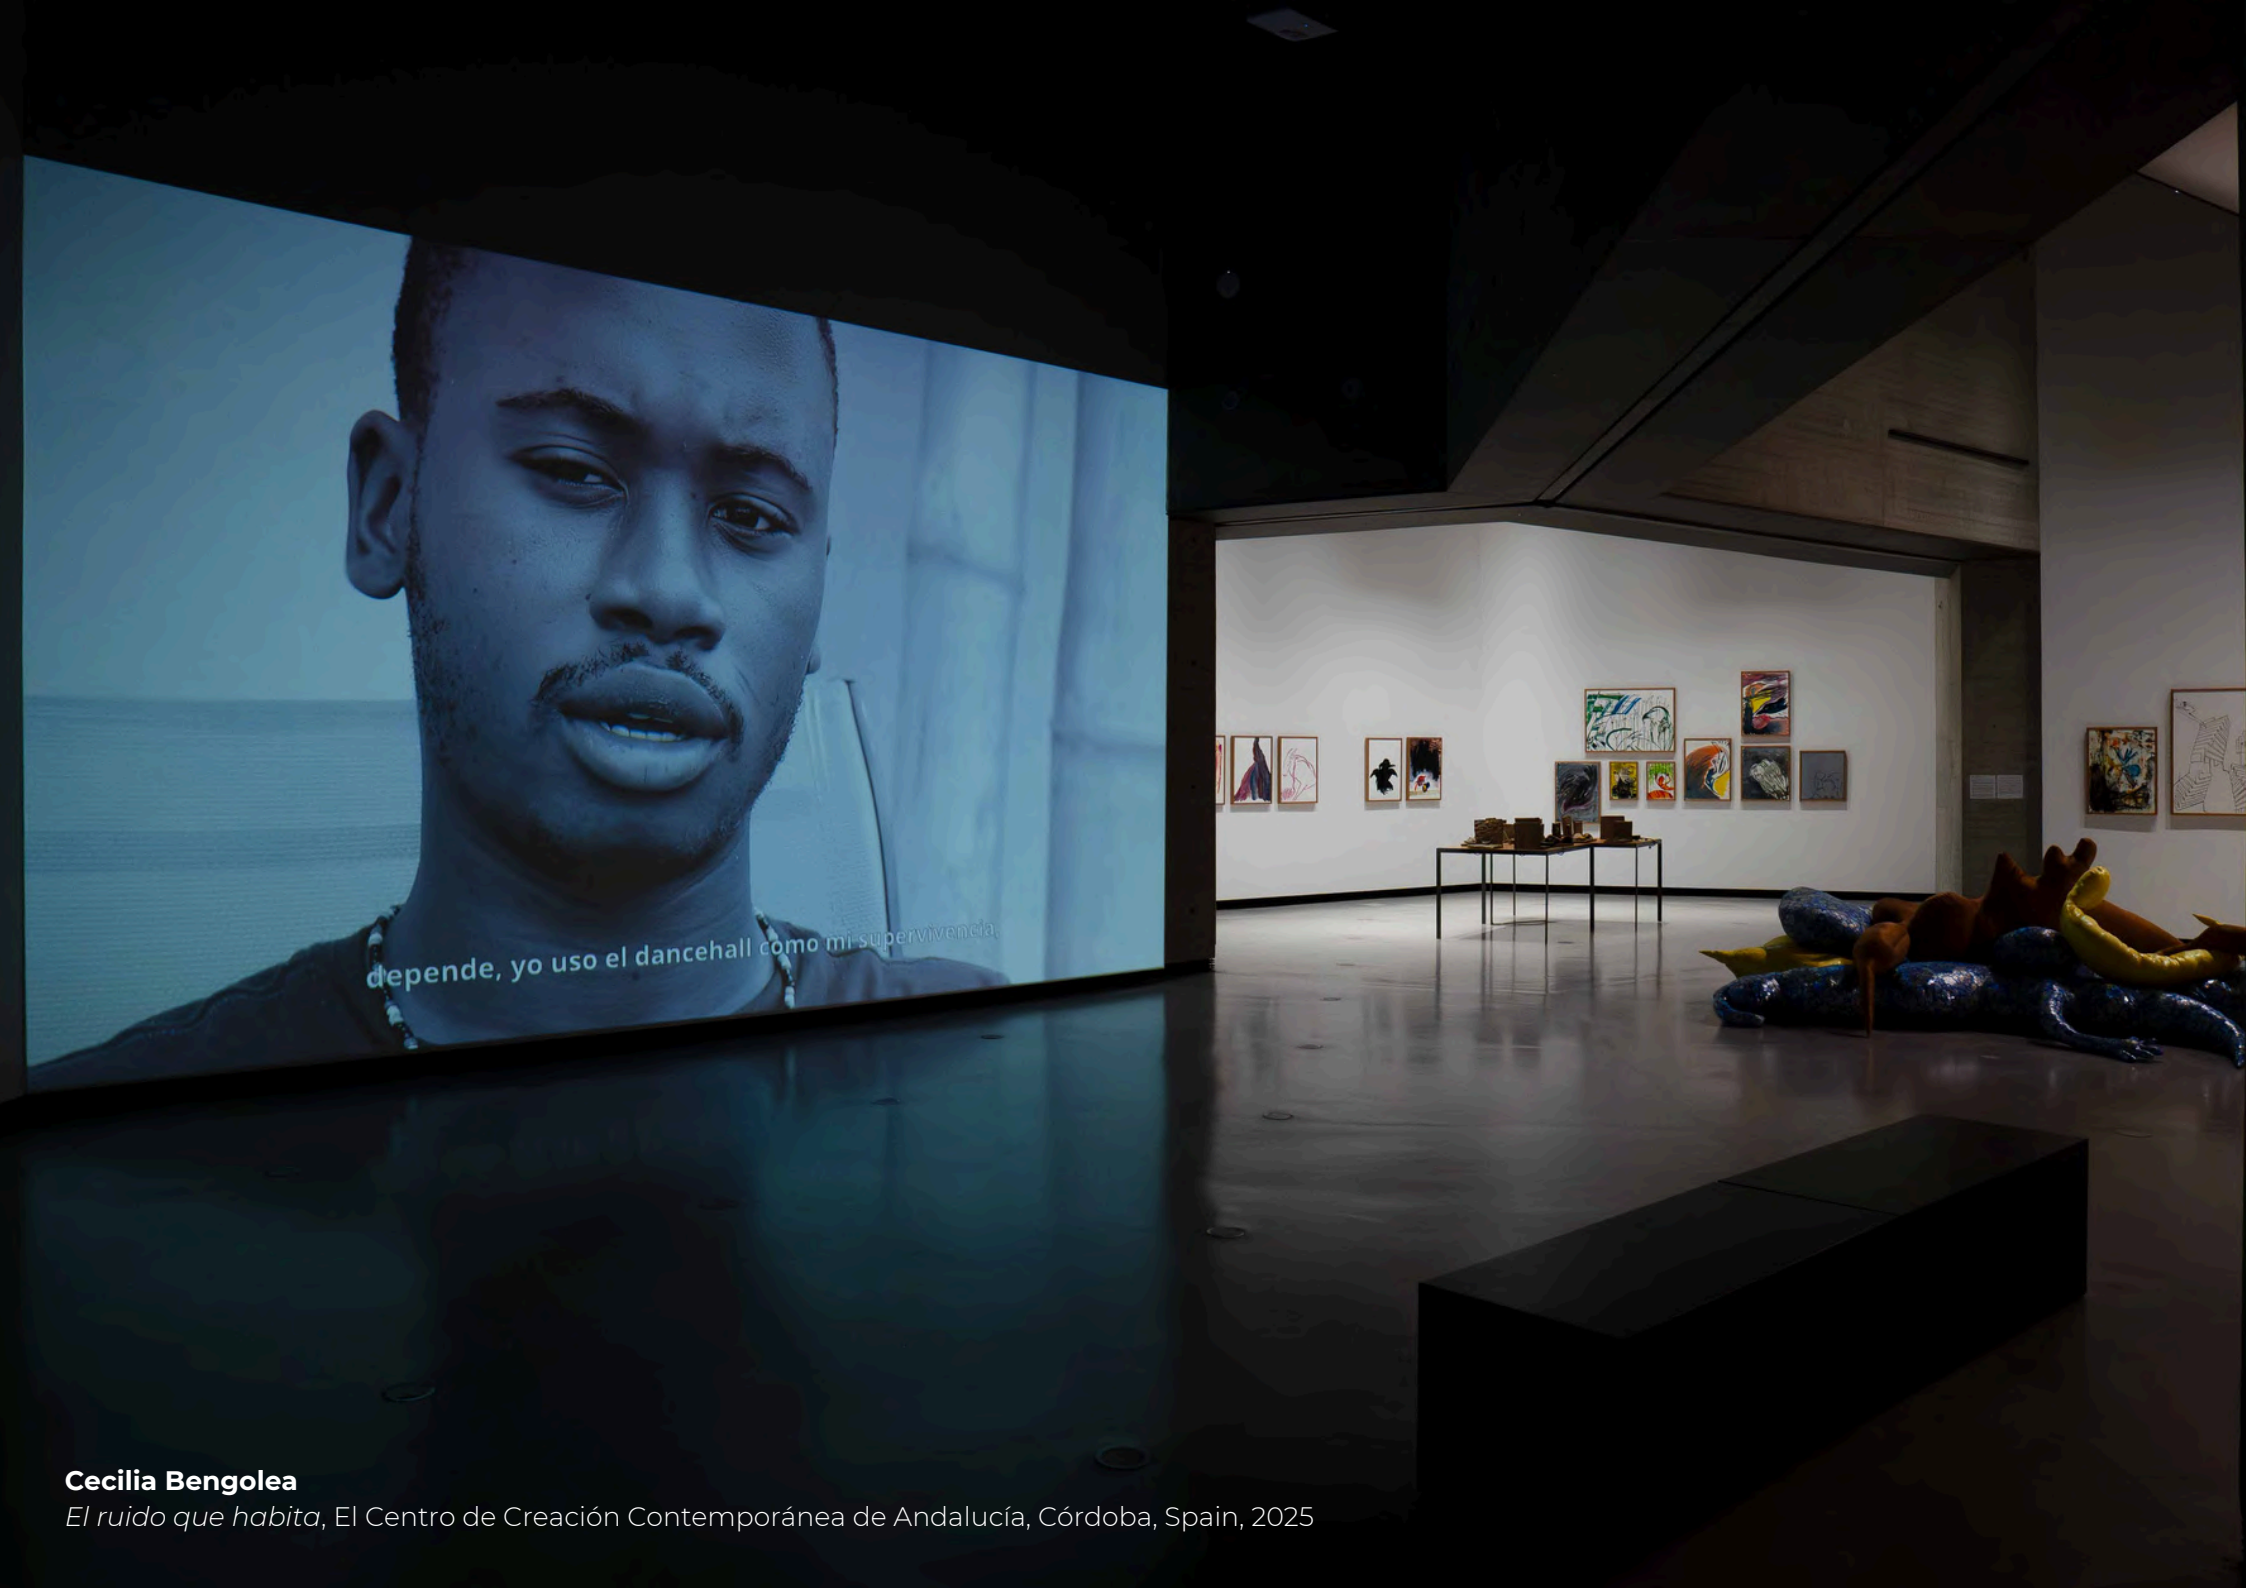 depende, yo uso el dancehall como mi supervivencia,
Cecilia Bengolea
El ruido que habita, El Centro de Creación Contemporánea de Andalucía, Córdoba, Spain, 2025